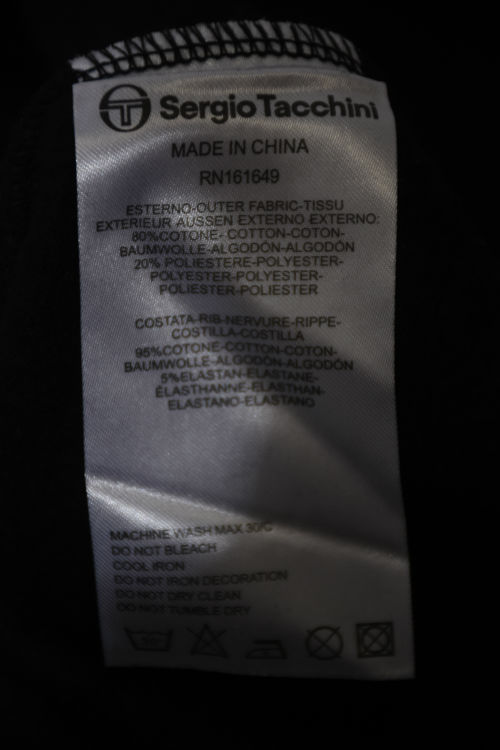 Sergio Tacchini
MADE IN CHINA
RN161649
ESTERNO-OUTER FABRIC-TISSU
EXTERIEUR AUSSEN EXTERNO EXTERNO:
80%COTONE- COTTON-COTON-
BAUMWOLLE-ALGODÓN-ALGODÓN
20% POLIESTERE-POLYESTER-
POLYESTER-POLYESTER-
POLIESTER-POLIESTER
COSTATA-RIB-NERVURE-RIPPE-
COSTILLA-COSTILLA
95%COTONE-COTTON-COTON-
BAUMWOLLE-ALGODÓN-ALGODÓN
5%ELASTAN-ELASTANE-
ÉLASTHANNE-ELASTHAN-
ELASTANO-ELASTANO
MACHINE WASH MAX 30'C
DO NOT BLEACH
COOL IRON
DO NOT IRON DECORATION
DO NOT DRY CLEAN
DO NOT TUMBLE DRY
30°